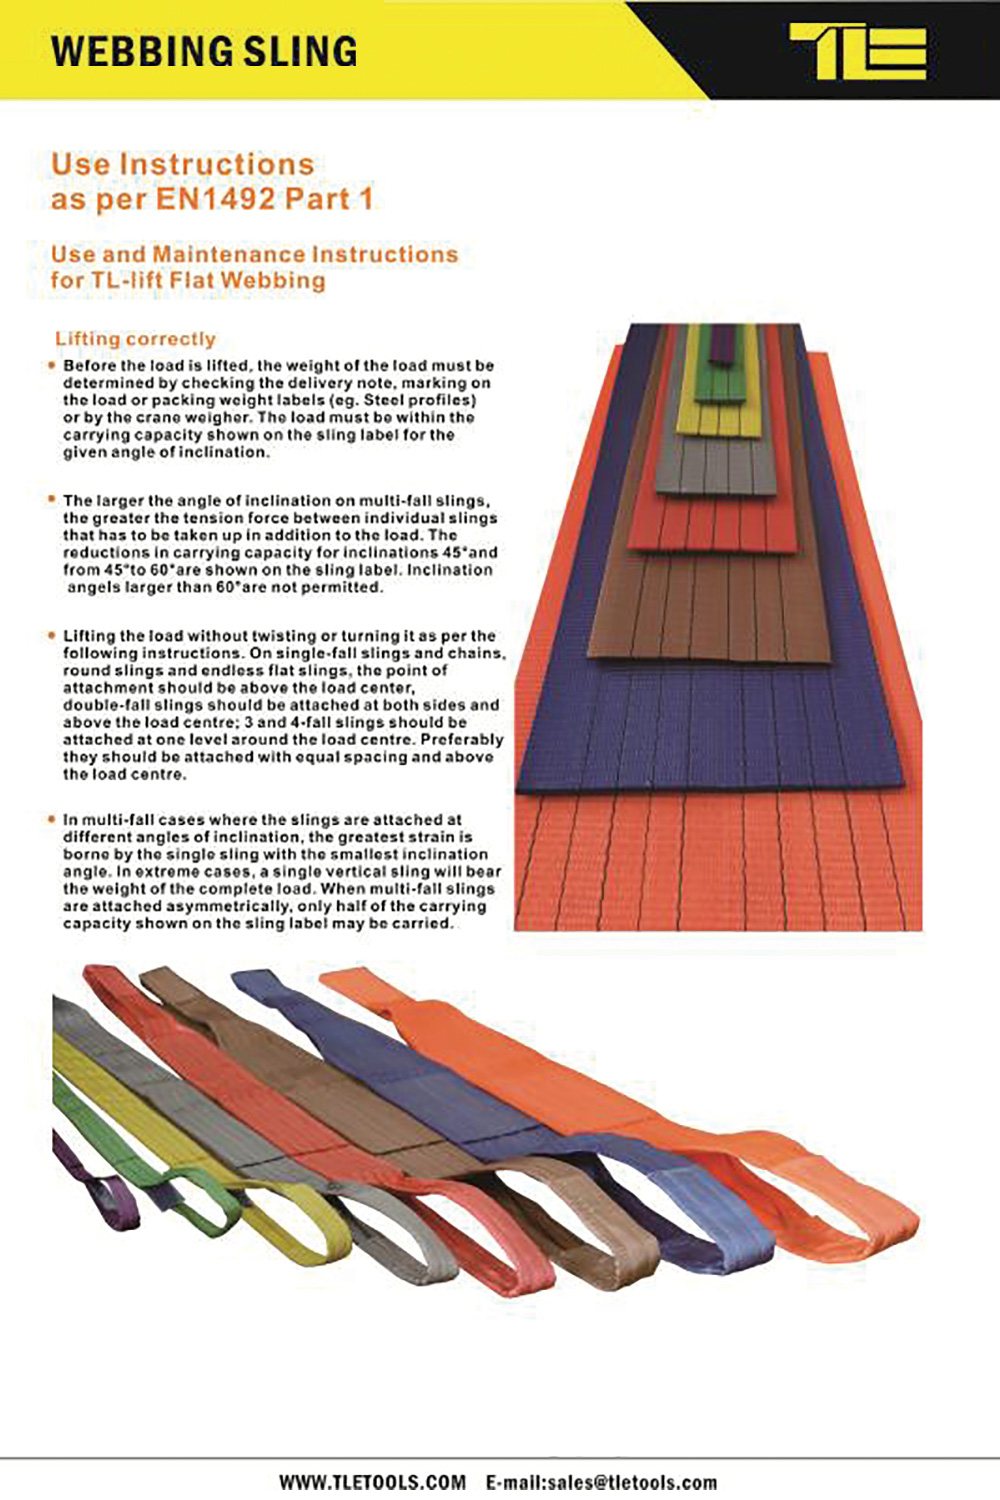 WEBBING SLING
TLE
Use Instructions
as per EN1492 Part 1
Use and Maintenance Instructions
for TL-lift Flat Webbing
Lifting correctly
• Before the load is lifted, the weight of the load must be
determined by checking the delivery note, marking on
the load or packing weight labels (eg. Steel profiles)
or by the crane weigher. The load must be within the
carrying capacity shown on the sling label for the
given angle of inclination.
• The larger the angle of inclination on multi-fall slings,
the greater the tension force between individual slings
that has to be taken up in addition to the load. The
reductions in carrying capacity for inclinations 45°and
from 45°to 60°are shown on the sling label. Inclination
angels larger than 60°are not permitted.
• Lifting the load without twisting or turning it as per the
following instructions. On single-fall slings and chains,
round slings and endless flat slings, the point of
attachment should be above the load center,
double-fall slings should be attached at both sides and
above the load centre; 3 and 4-fall slings should be
attached at one level around the load centre. Preferably
they should be attached with equal spacing and above
the load centre.
• In multi-fall cases where the slings are attached at
different angles of inclination, the greatest strain is
borne by the single sling with the smallest inclination
angle. In extreme cases, a single vertical sling will bear
the weight of the complete load. When multi-fall slings
are attached asymmetrically, only half of the carrying
capacity shown on the sling label may be carried.
WWW.TLETOOLS.COM E-mail:sales@tletools.com